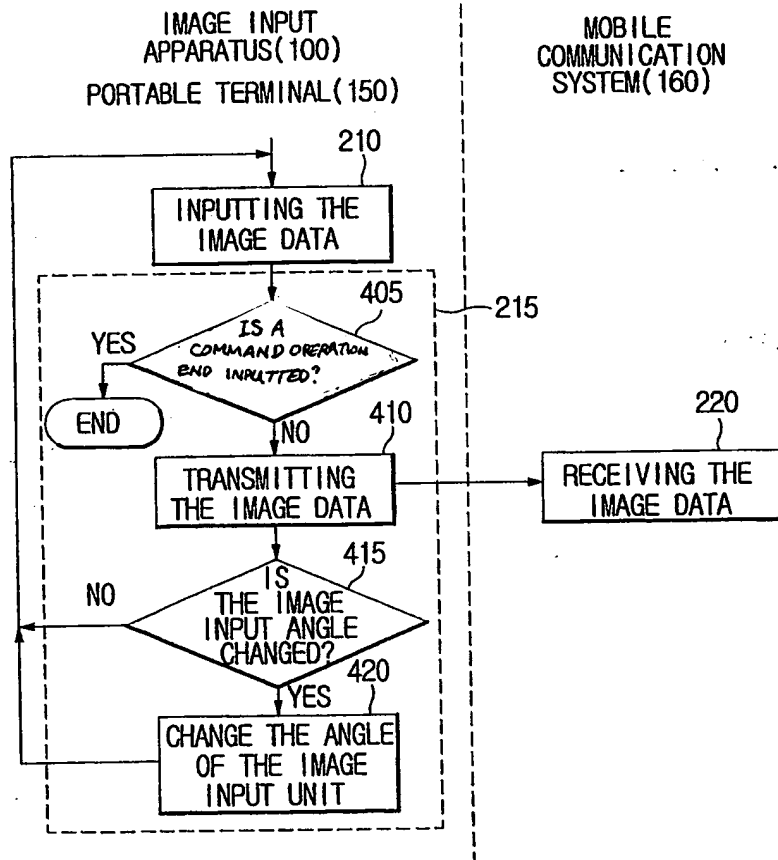 IMAGE INPUT
APPARATUS(100)
PORTABLE TERMINAL(150)
MOBILE
COMMUNICATION
SYSTEM(160)
210
INPUTTING THE
IMAGE DATA
215
405
IS A
COMMAND OPERATION
END INPUTTED?
YES
END
NO
410
TRANSMITTING
THE IMAGE DATA
220
RECEIVING THE
IMAGE DATA
415
IS
THE IMAGE
INPUT ANGLE
CHANGED?
NO
YES
420
CHANGE THE ANGLE
OF THE IMAGE
INPUT UNIT